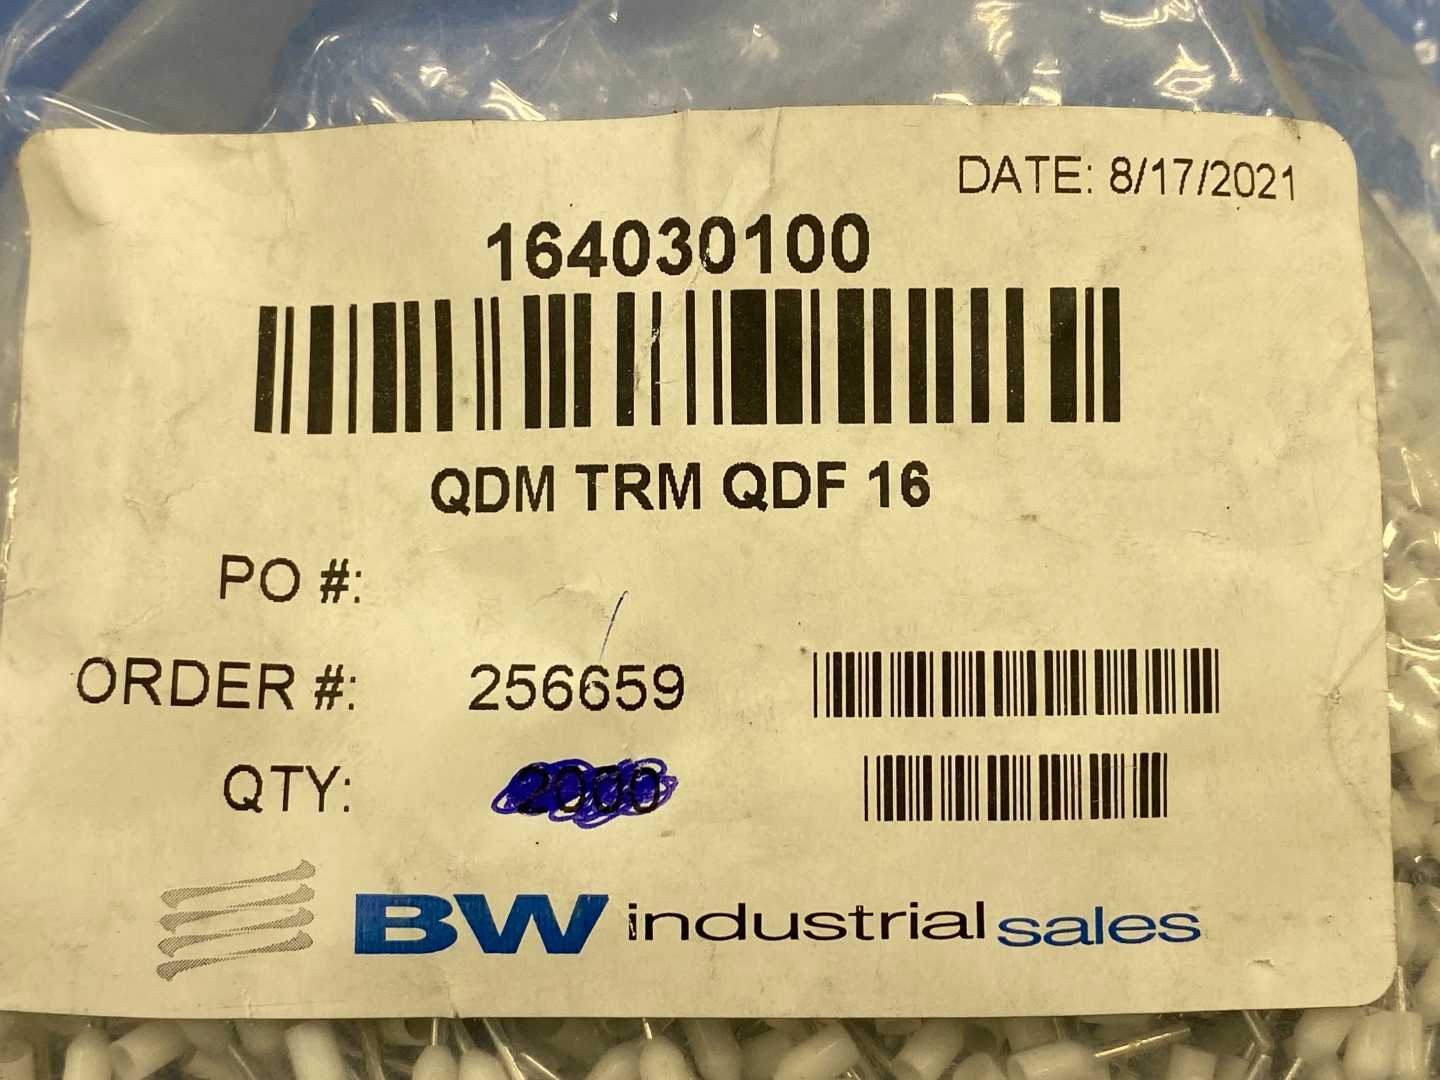 DATE: 8/17/2021
164030100
QDM TRM QDF 16
PO #:
ORDER #: 256659
QTY: 2000
BW industrial sales